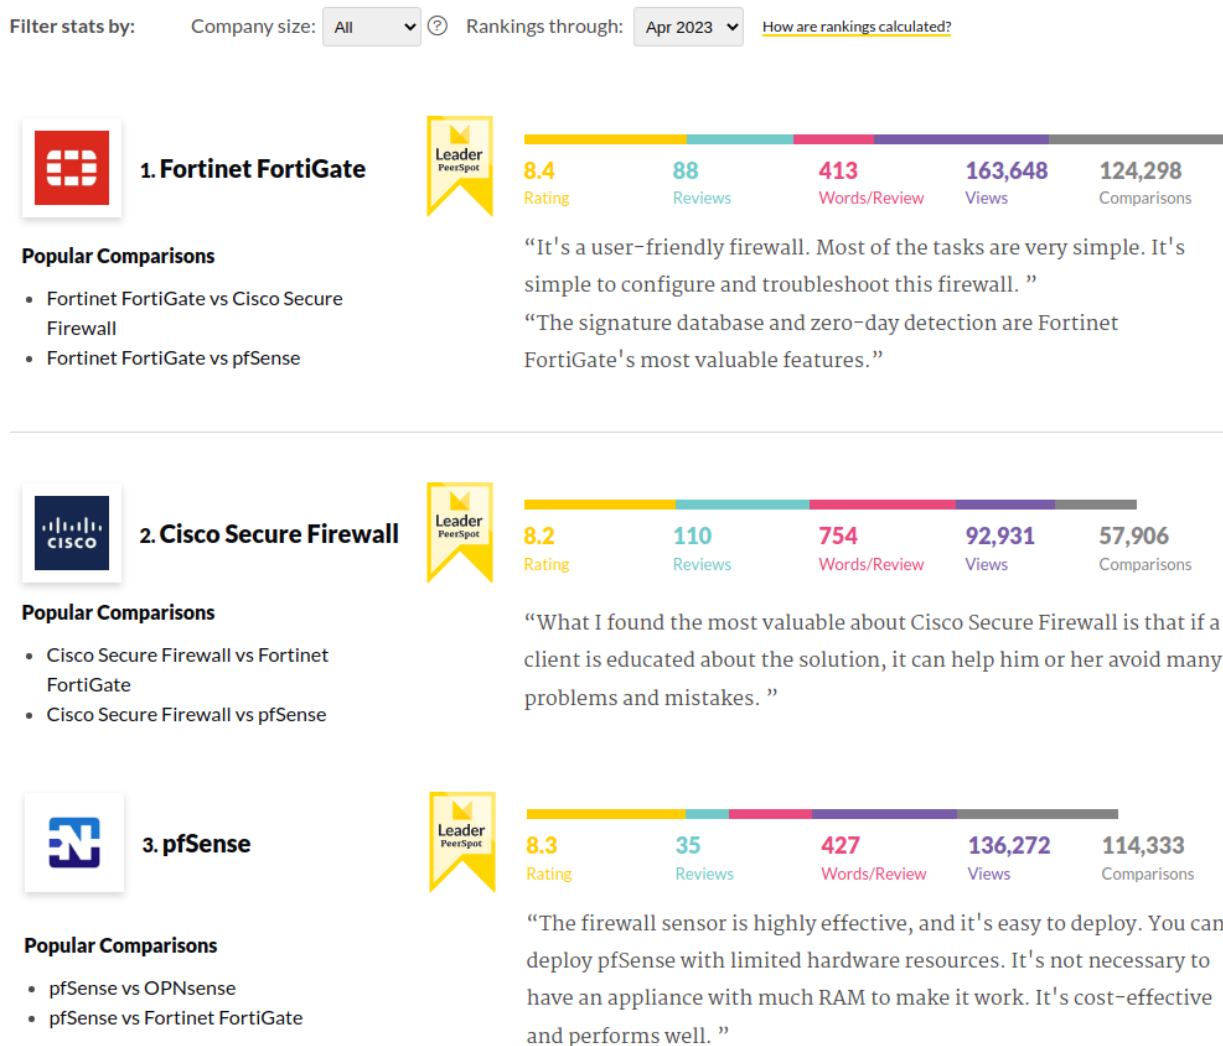 Filter stats by: Company size: All ? Rankings through: Apr 2023 How are rankings calculated?
1. Fortinet FortiGate
Leader
PeerSpot
8.4 88 413 163,648 124,298
Rating Reviews Words/Review Views Comparisons
Popular Comparisons
• Fortinet FortiGate vs Cisco Secure
Firewall
• Fortinet FortiGate vs pfSense
“It's a user-friendly firewall. Most of the tasks are very simple. It's
simple to configure and troubleshoot this firewall. ”
“The signature database and zero-day detection are Fortinet
FortiGate's most valuable features.”
CISCO
2. Cisco Secure Firewall
Leader
PeerSpot
8.2 110 754 92,931 57,906
Rating Reviews Words/Review Views Comparisons
Popular Comparisons
• Cisco Secure Firewall vs Fortinet
FortiGate
• Cisco Secure Firewall vs pfSense
“What I found the most valuable about Cisco Secure Firewall is that if a
client is educated about the solution, it can help him or her avoid many
problems and mistakes. ”
N
3. pfSense
Leader
PeerSpot
8.3 35 427 136,272 114,333
Rating Reviews Words/Review Views Comparisons
Popular Comparisons
• pfSense vs OPNsense
• pfSense vs Fortinet FortiGate
“The firewall sensor is highly effective, and it's easy to deploy. You can
deploy pfSense with limited hardware resources. It's not necessary to
have an appliance with much RAM to make it work. It's cost-effective
and performs well. ”